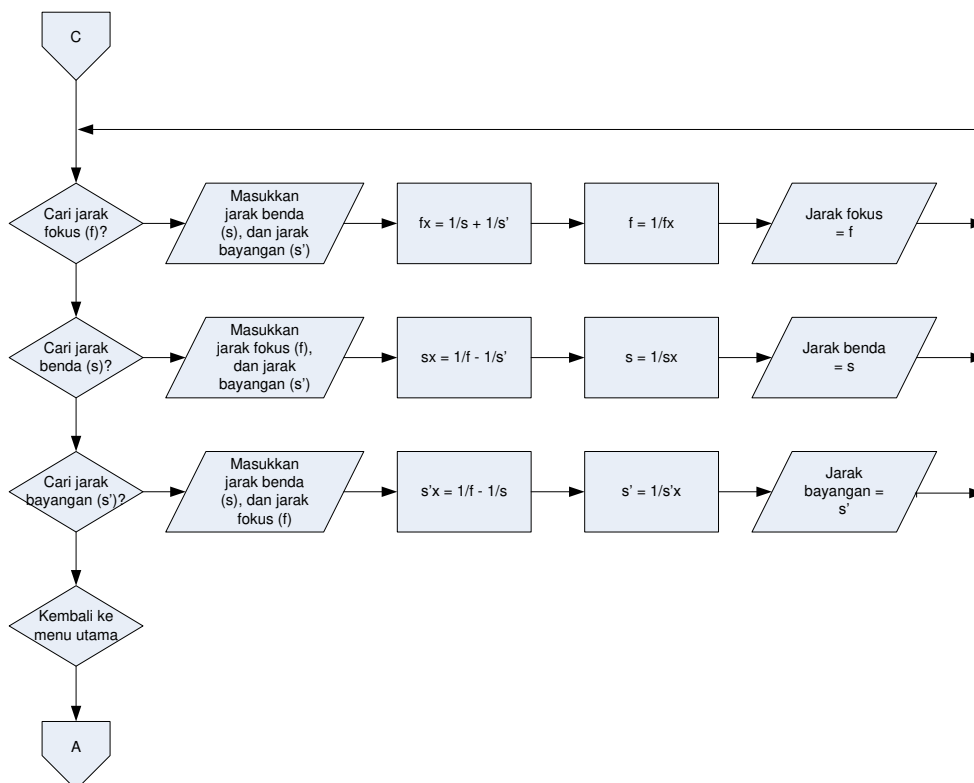 C
Cari jarak
fokus (f)?
Masukkan
jarak benda
(s), dan jarak
bayangan (s’)
fx = 1/s + 1/s’
f = 1/fx
Jarak fokus
= f
Cari jarak
benda (s)?
Masukkan
jarak fokus (f),
dan jarak
bayangan (s’)
sx = 1/f - 1/s’
s = 1/sx
Jarak benda
= s
Cari jarak
bayangan (s’)?
Masukkan
jarak benda
(s), dan jarak
fokus (f)
s’x = 1/f - 1/s
s’ = 1/s’x
Jarak
bayangan =
s’
Kembali ke
menu utama
A